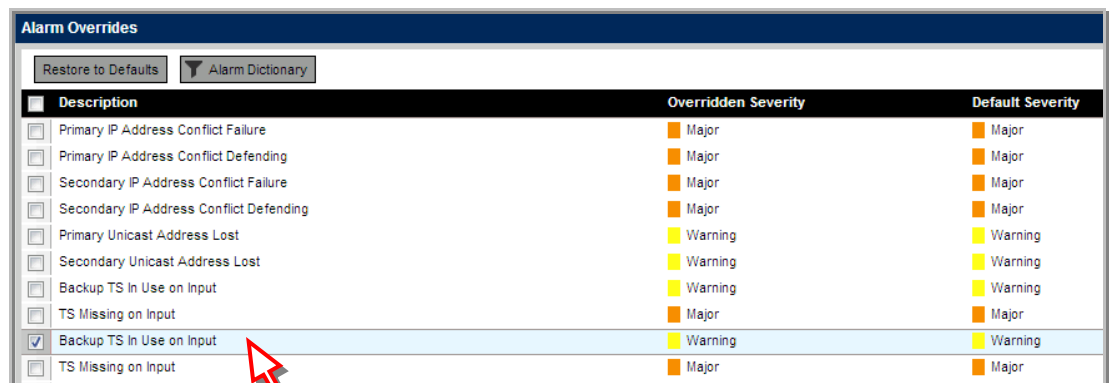 Alarm Overrides
Restore to Defaults Alarm Dictionary
Description Overridden Severity Default Severity
Primary IP Address Conflict Failure Major Major
Primary IP Address Conflict Defending Major Major
Secondary IP Address Conflict Failure Major Major
Secondary IP Address Conflict Defending Major Major
Primary Unicast Address Lost Warning Warning
Secondary Unicast Address Lost Warning Warning
Backup TS In Use on Input Warning Warning
TS Missing on Input Major Major
Backup TS In Use on Input Warning Warning
TS Missing on Input Major Major